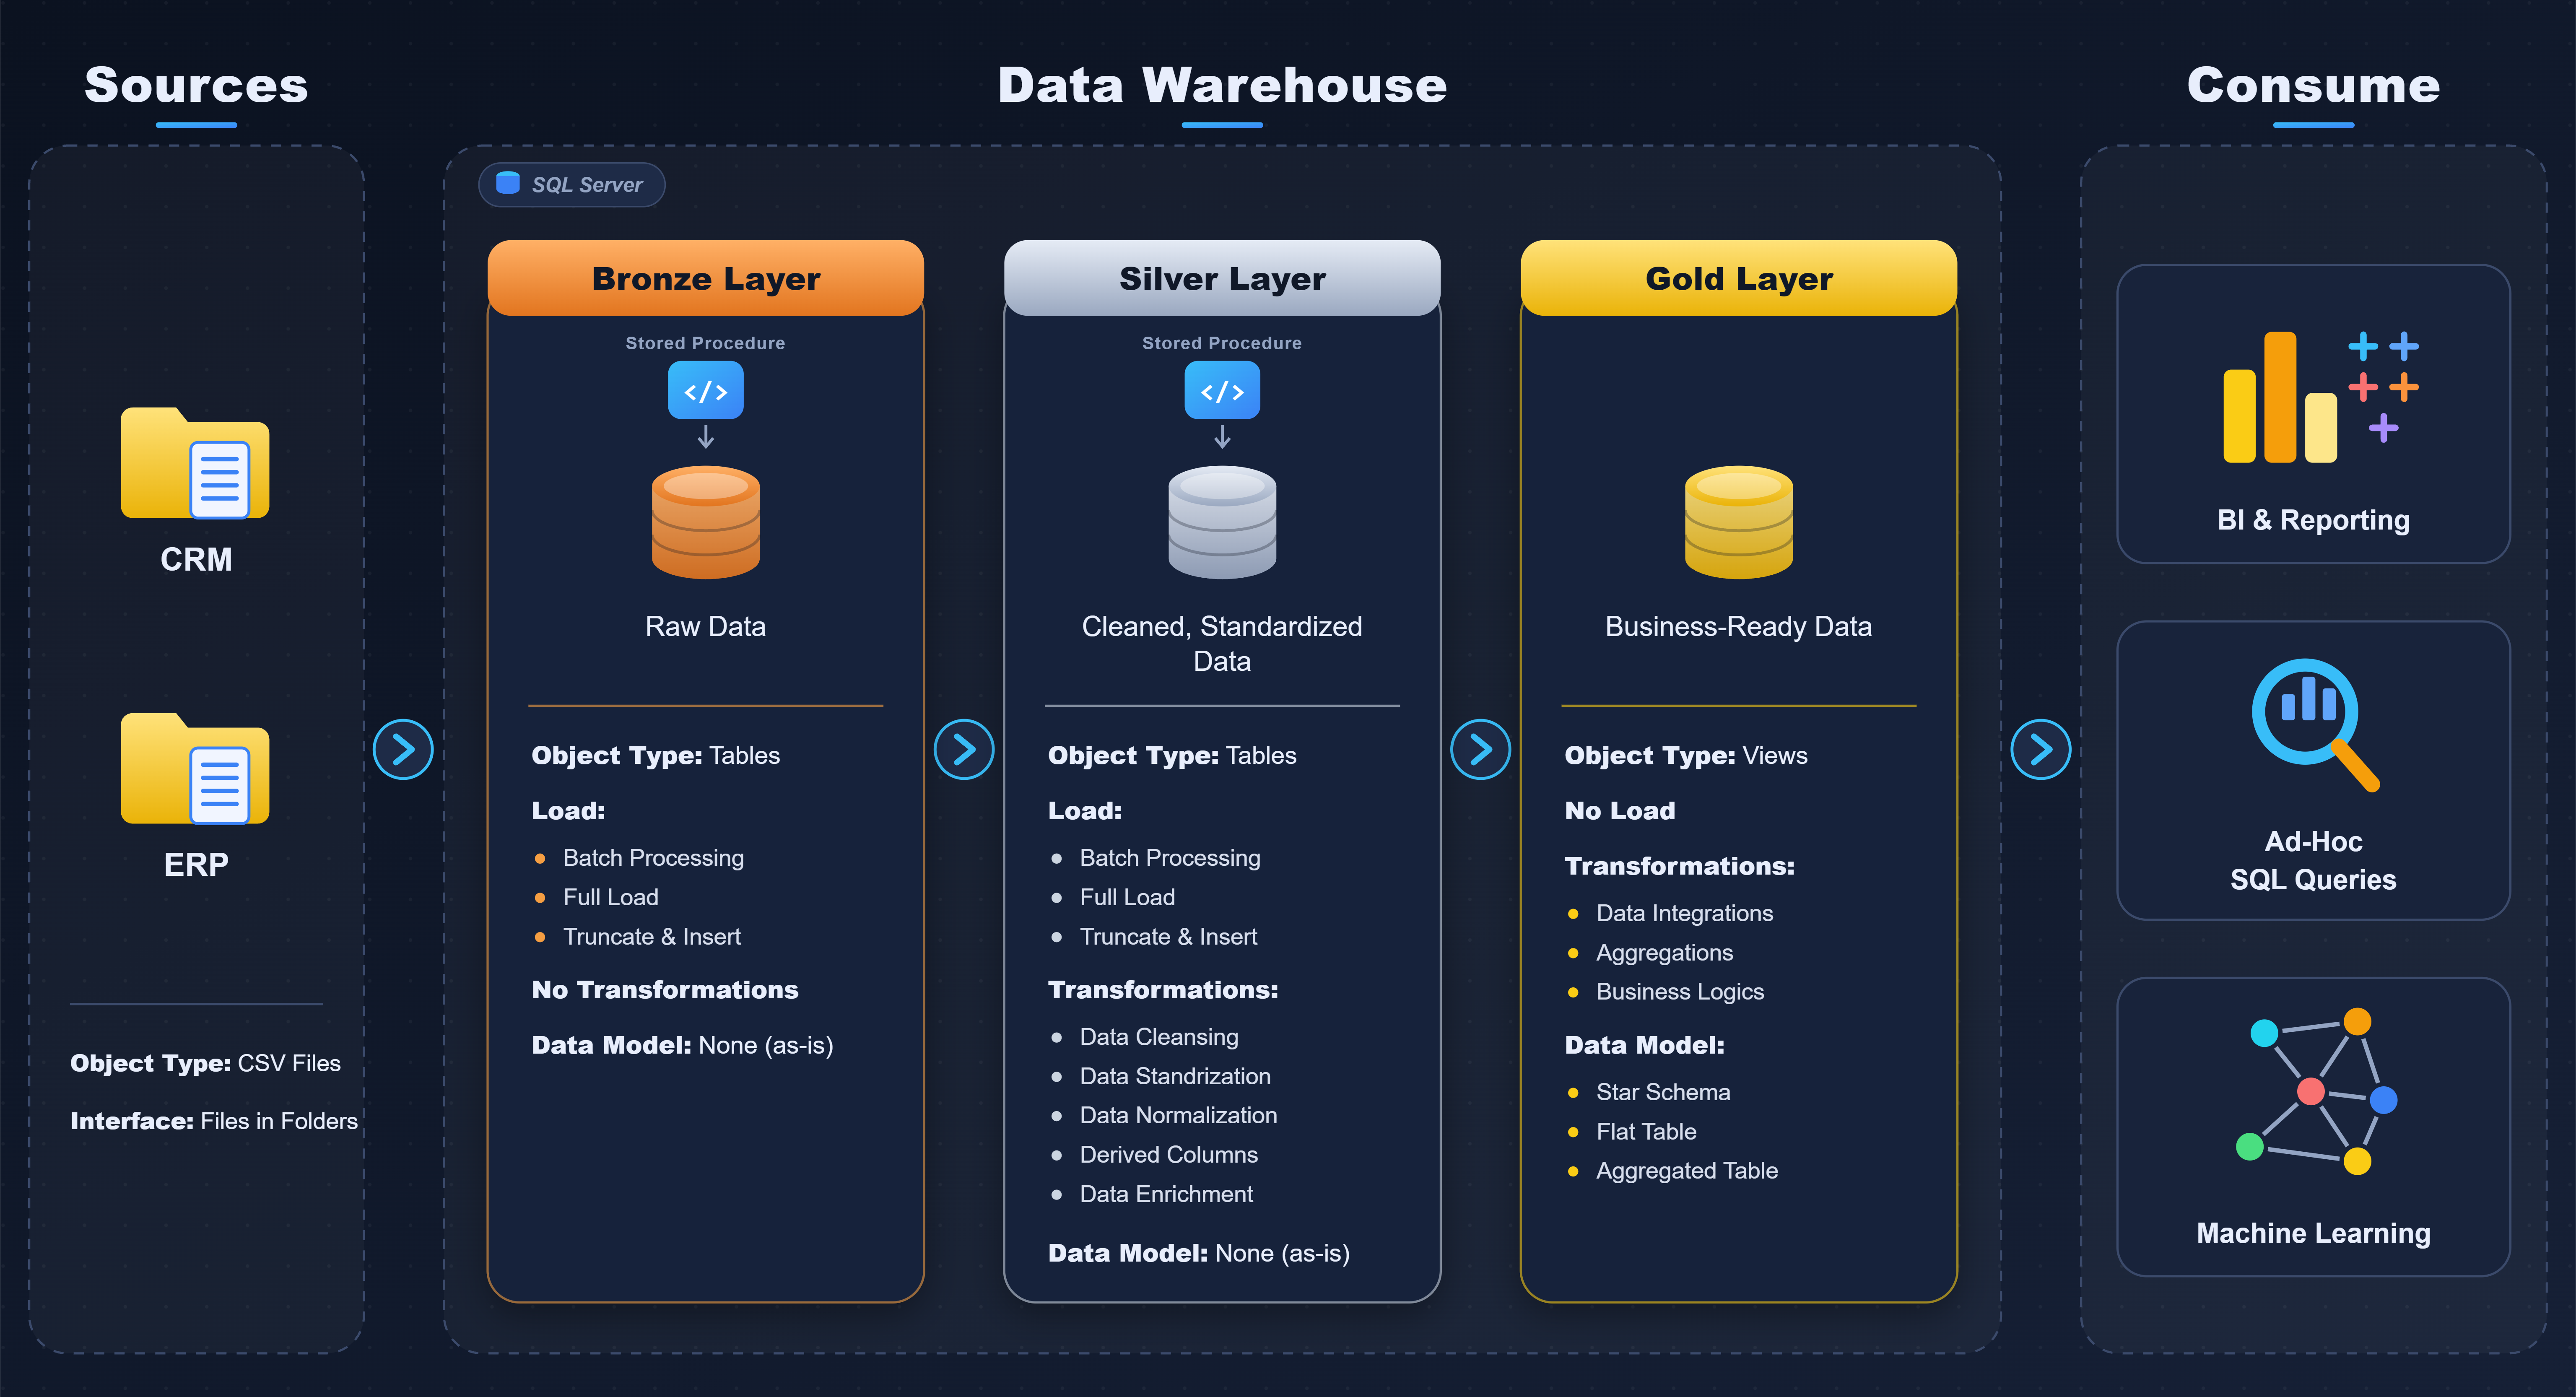 Sources
CRM
ERP
Object Type: CSV Files
Interface: Files in Folders
Data Warehouse
SQL Server
Bronze Layer
Stored Procedure
</>
Raw Data
Object Type: Tables
Load:
Batch Processing
Full Load
Truncate & Insert
No Transformations
Data Model: None (as-is)
Silver Layer
Stored Procedure
</>
Cleaned, Standardized
Data
Object Type: Tables
Load:
Batch Processing
Full Load
Truncate & Insert
Transformations:
Data Cleansing
Data Standrization
Data Normalization
Derived Columns
Data Enrichment
Data Model: None (as-is)
Gold Layer
Business-Ready Data
Object Type: Views
No Load
Transformations:
Data Integrations
Aggregations
Business Logics
Data Model:
Star Schema
Flat Table
Aggregated Table
Consume
BI & Reporting
Ad-Hoc
SQL Queries
Machine Learning